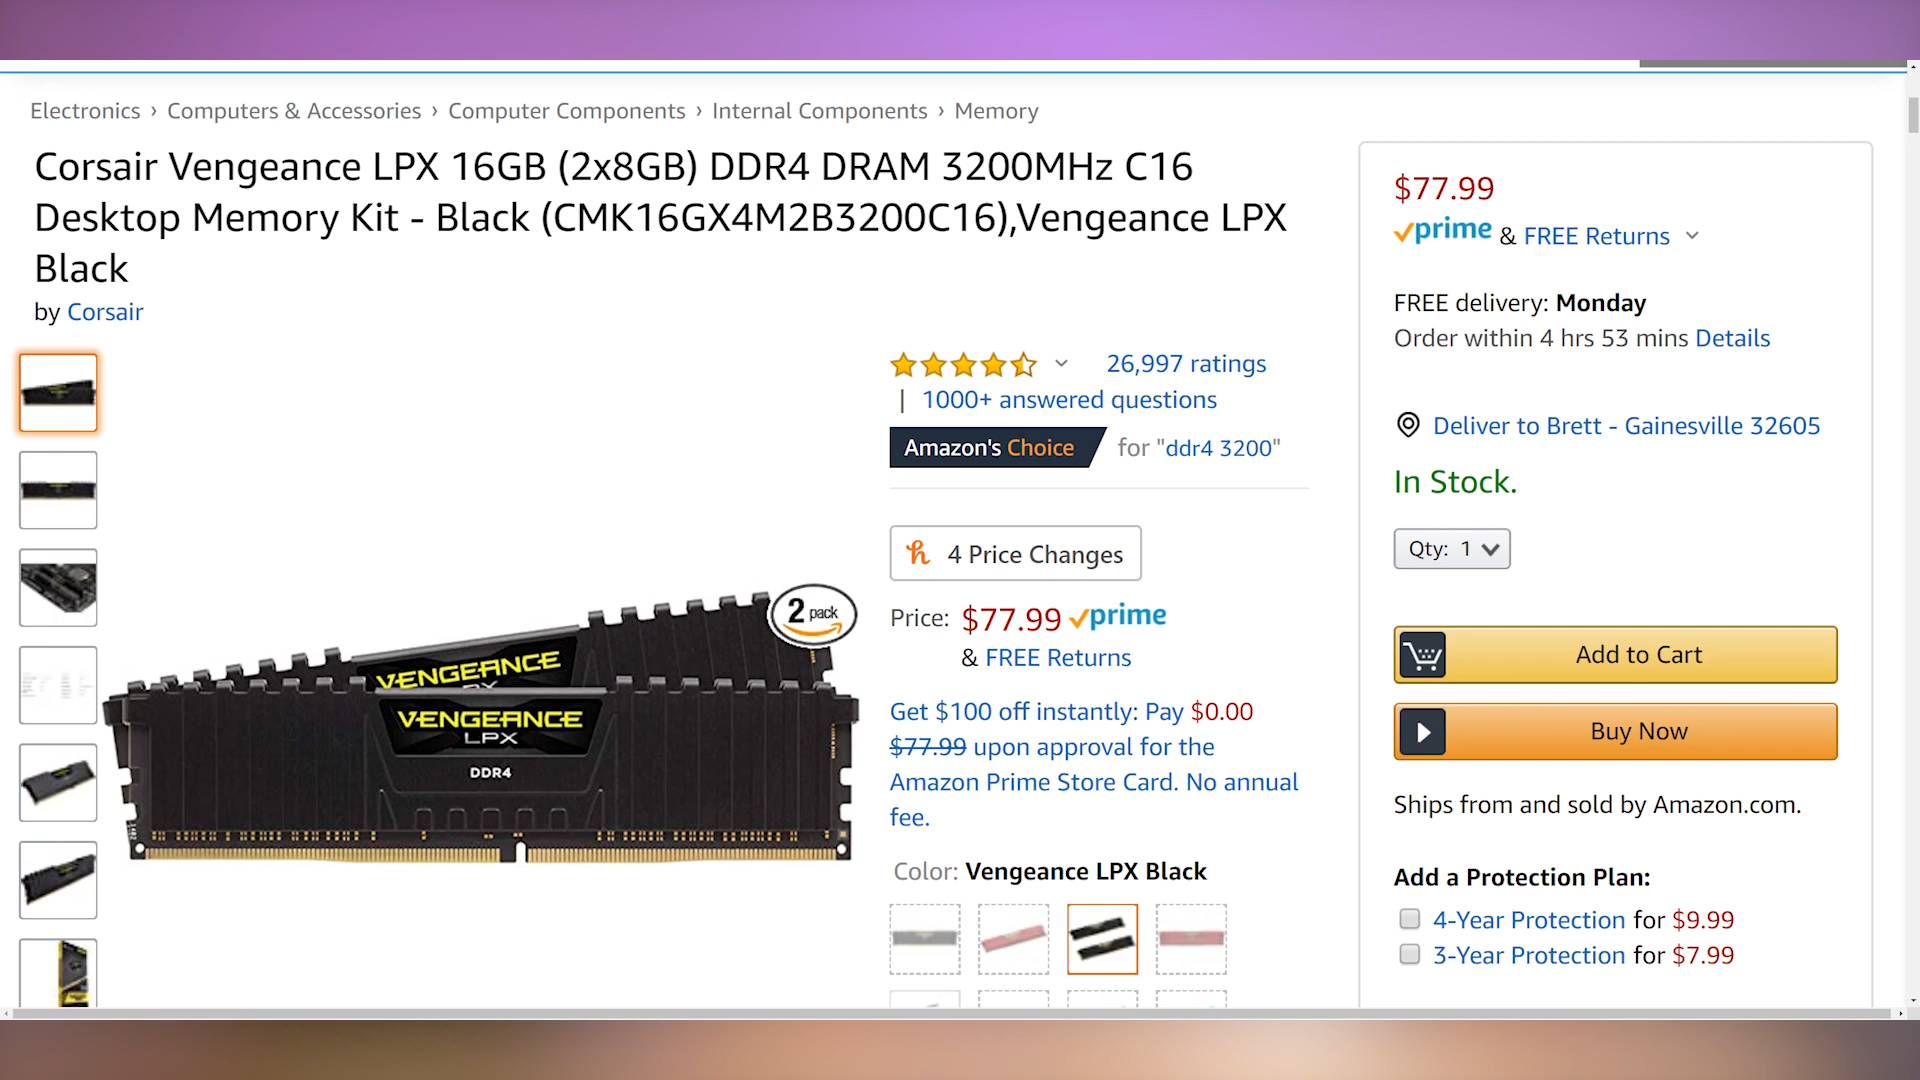 Electronics › Computers & Accessories › Computer Components › Internal Components › Memory
Corsair Vengeance LPX 16GB (2x8GB) DDR4 DRAM 3200MHz C16
Desktop Memory Kit - Black (CMK16GX4M2B3200C16),Vengeance LPX
Black
by Corsair
26,997 ratings
| 1000+ answered questions
Amazon's Choice for "ddr4 3200"
4 Price Changes
Price: $77.99 prime
& FREE Returns
Get $100 off instantly: Pay $0.00
$77.99 upon approval for the
Amazon Prime Store Card. No annual
fee.
Color: Vengeance LPX Black
2 pack
VENGEANCE
VENGEANCE
LPX
DDR4
$77.99
prime & FREE Returns
FREE delivery: Monday
Order within 4 hrs 53 mins Details
Deliver to Brett - Gainesville 32605
In Stock.
Qty: 1
Add to Cart
Buy Now
Ships from and sold by Amazon.com.
Add a Protection Plan:
4-Year Protection for $9.99
3-Year Protection for $7.99